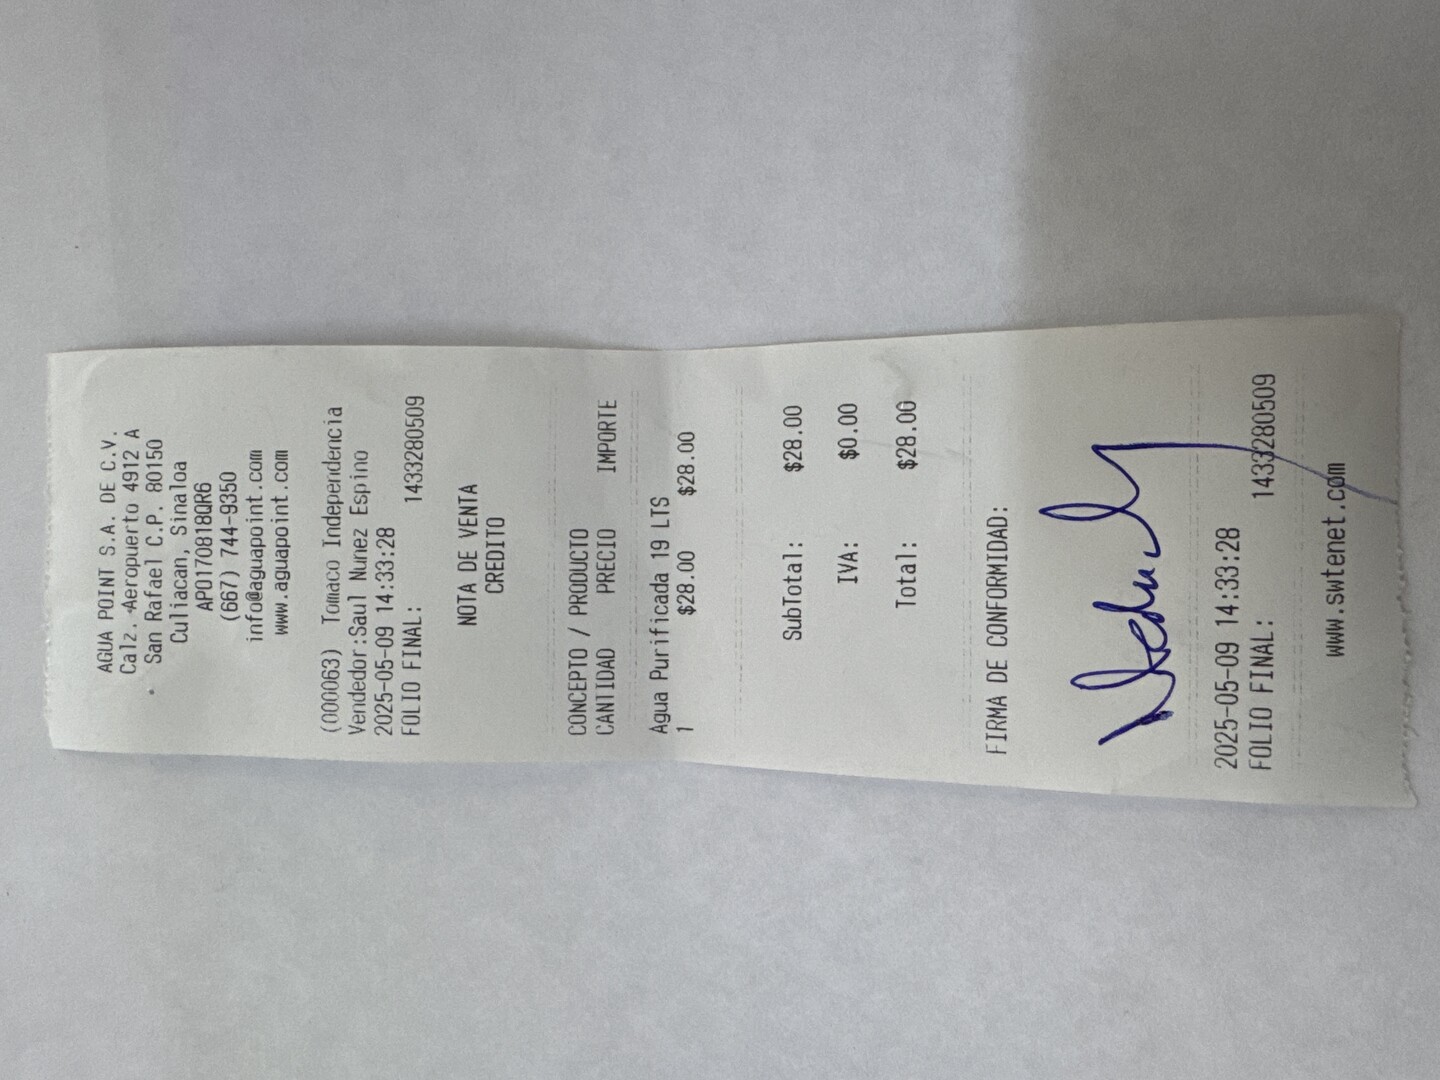 AGUA POINT S.A. DE C.V.
Calz. Aeropuerto 4912 A
San Rafael C.P. 80150
Culiacan, Sinaloa
APO170818QR6
(667) 744-9350
info@aguapoint.com
www.aguapoint.com
(000063) Tomaco Independencia
Vendedor:Saul Nunez Espino
2025-05-09 14:33:28
FOLIO FINAL: 1433280509
NOTA DE VENTA
CREDITO
CONCEPTO / PRODUCTO
CANTIDAD PRECIO IMPORTE
Agua Purificada 19 LTS
1 $28.00 $28.00
SubTotal: $28.00
IVA: $0.00
Total: $28.00
FIRMA DE CONFORMIDAD:
2025-05-09 14:33:28
FOLIO FINAL: 1433280509
www.swtenet.com